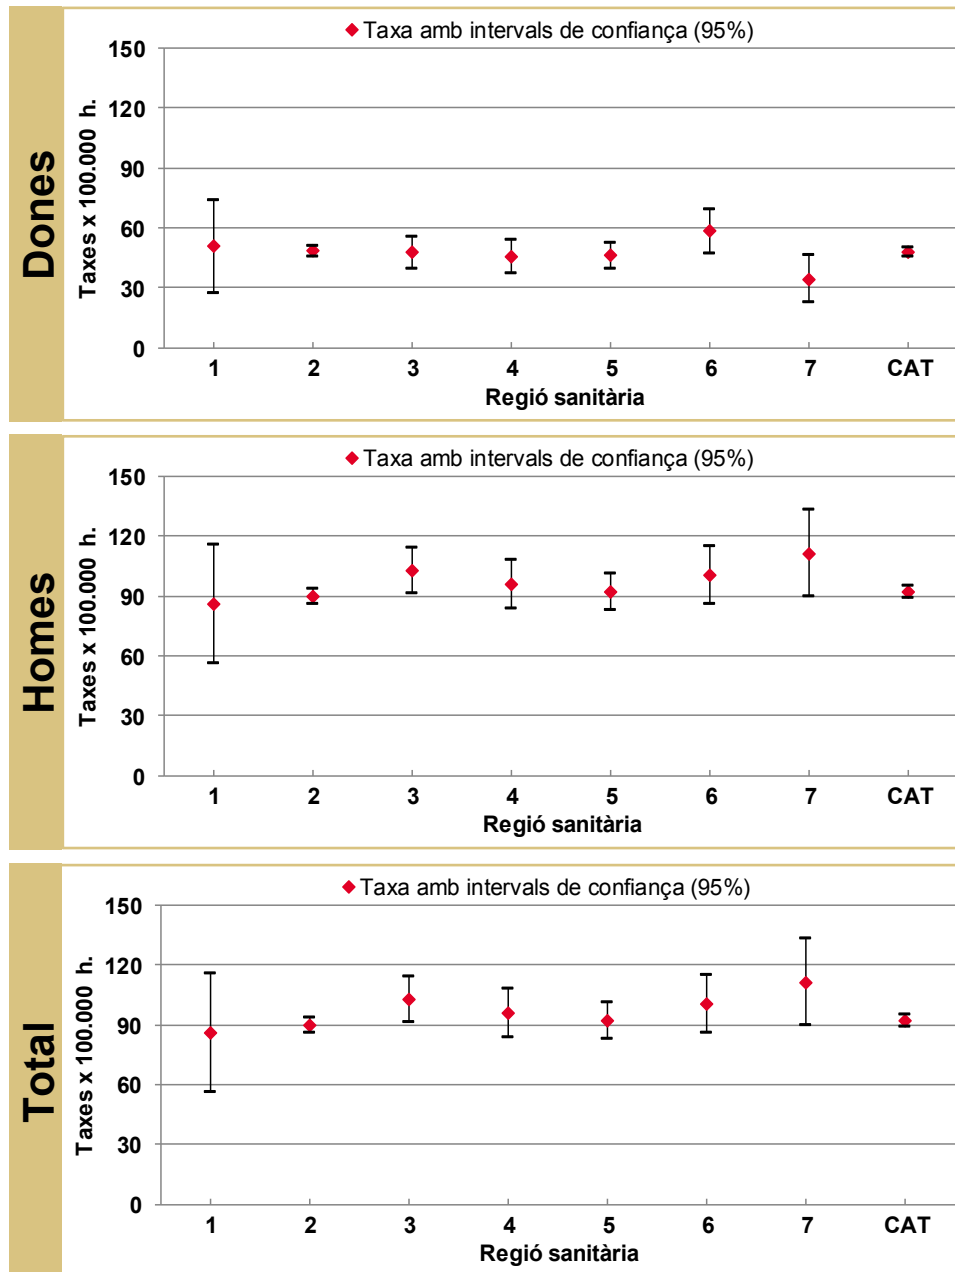 Dones
Taxa amb intervals de confiança (95%)
Taxes x 100.000 h.
150
120
90
60
30
0
1 2 3 4 5 6 7 CAT
Regió sanitària
Homes
Taxa amb intervals de confiança (95%)
Taxes x 100.000 h.
150
120
90
60
30
0
1 2 3 4 5 6 7 CAT
Regió sanitària
Total
Taxa amb intervals de confiança (95%)
Taxes x 100.000 h.
150
120
90
60
30
0
1 2 3 4 5 6 7 CAT
Regió sanitària